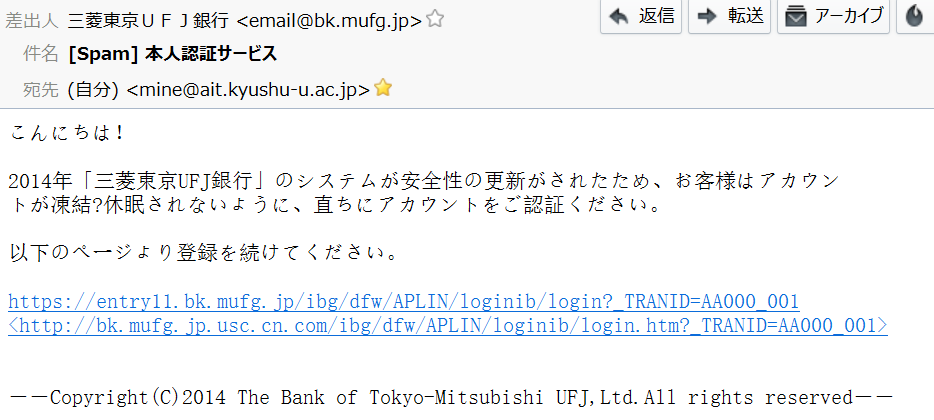 差出人 三菱東京ＵＦＪ銀行 <email@bk.mufg.jp>
返信 転送 アーカイブ
件名 [Spam] 本人認証サービス
宛先 (自分) <mine@ait.kyushu-u.ac.jp>
こんにちは！
2014年「三菱東京UFJ銀行」のシステムが安全性の更新がされたため、お客様はアカウン
トが凍結?休眠されないように、直ちにアカウントをご認証ください。
以下のページより登録を続けてください。
https://entry11.bk.mufg.jp/ibg/dfw/APLIN/loginib/login?_TRANID=AA000_001
<http://bk.mufg.jp.usc.cn.com/ibg/dfw/APLIN/loginib/login.htm?_TRANID=AA000_001>
――Copyright(C)2014 The Bank of Tokyo-Mitsubishi UFJ,Ltd.All rights reserved――